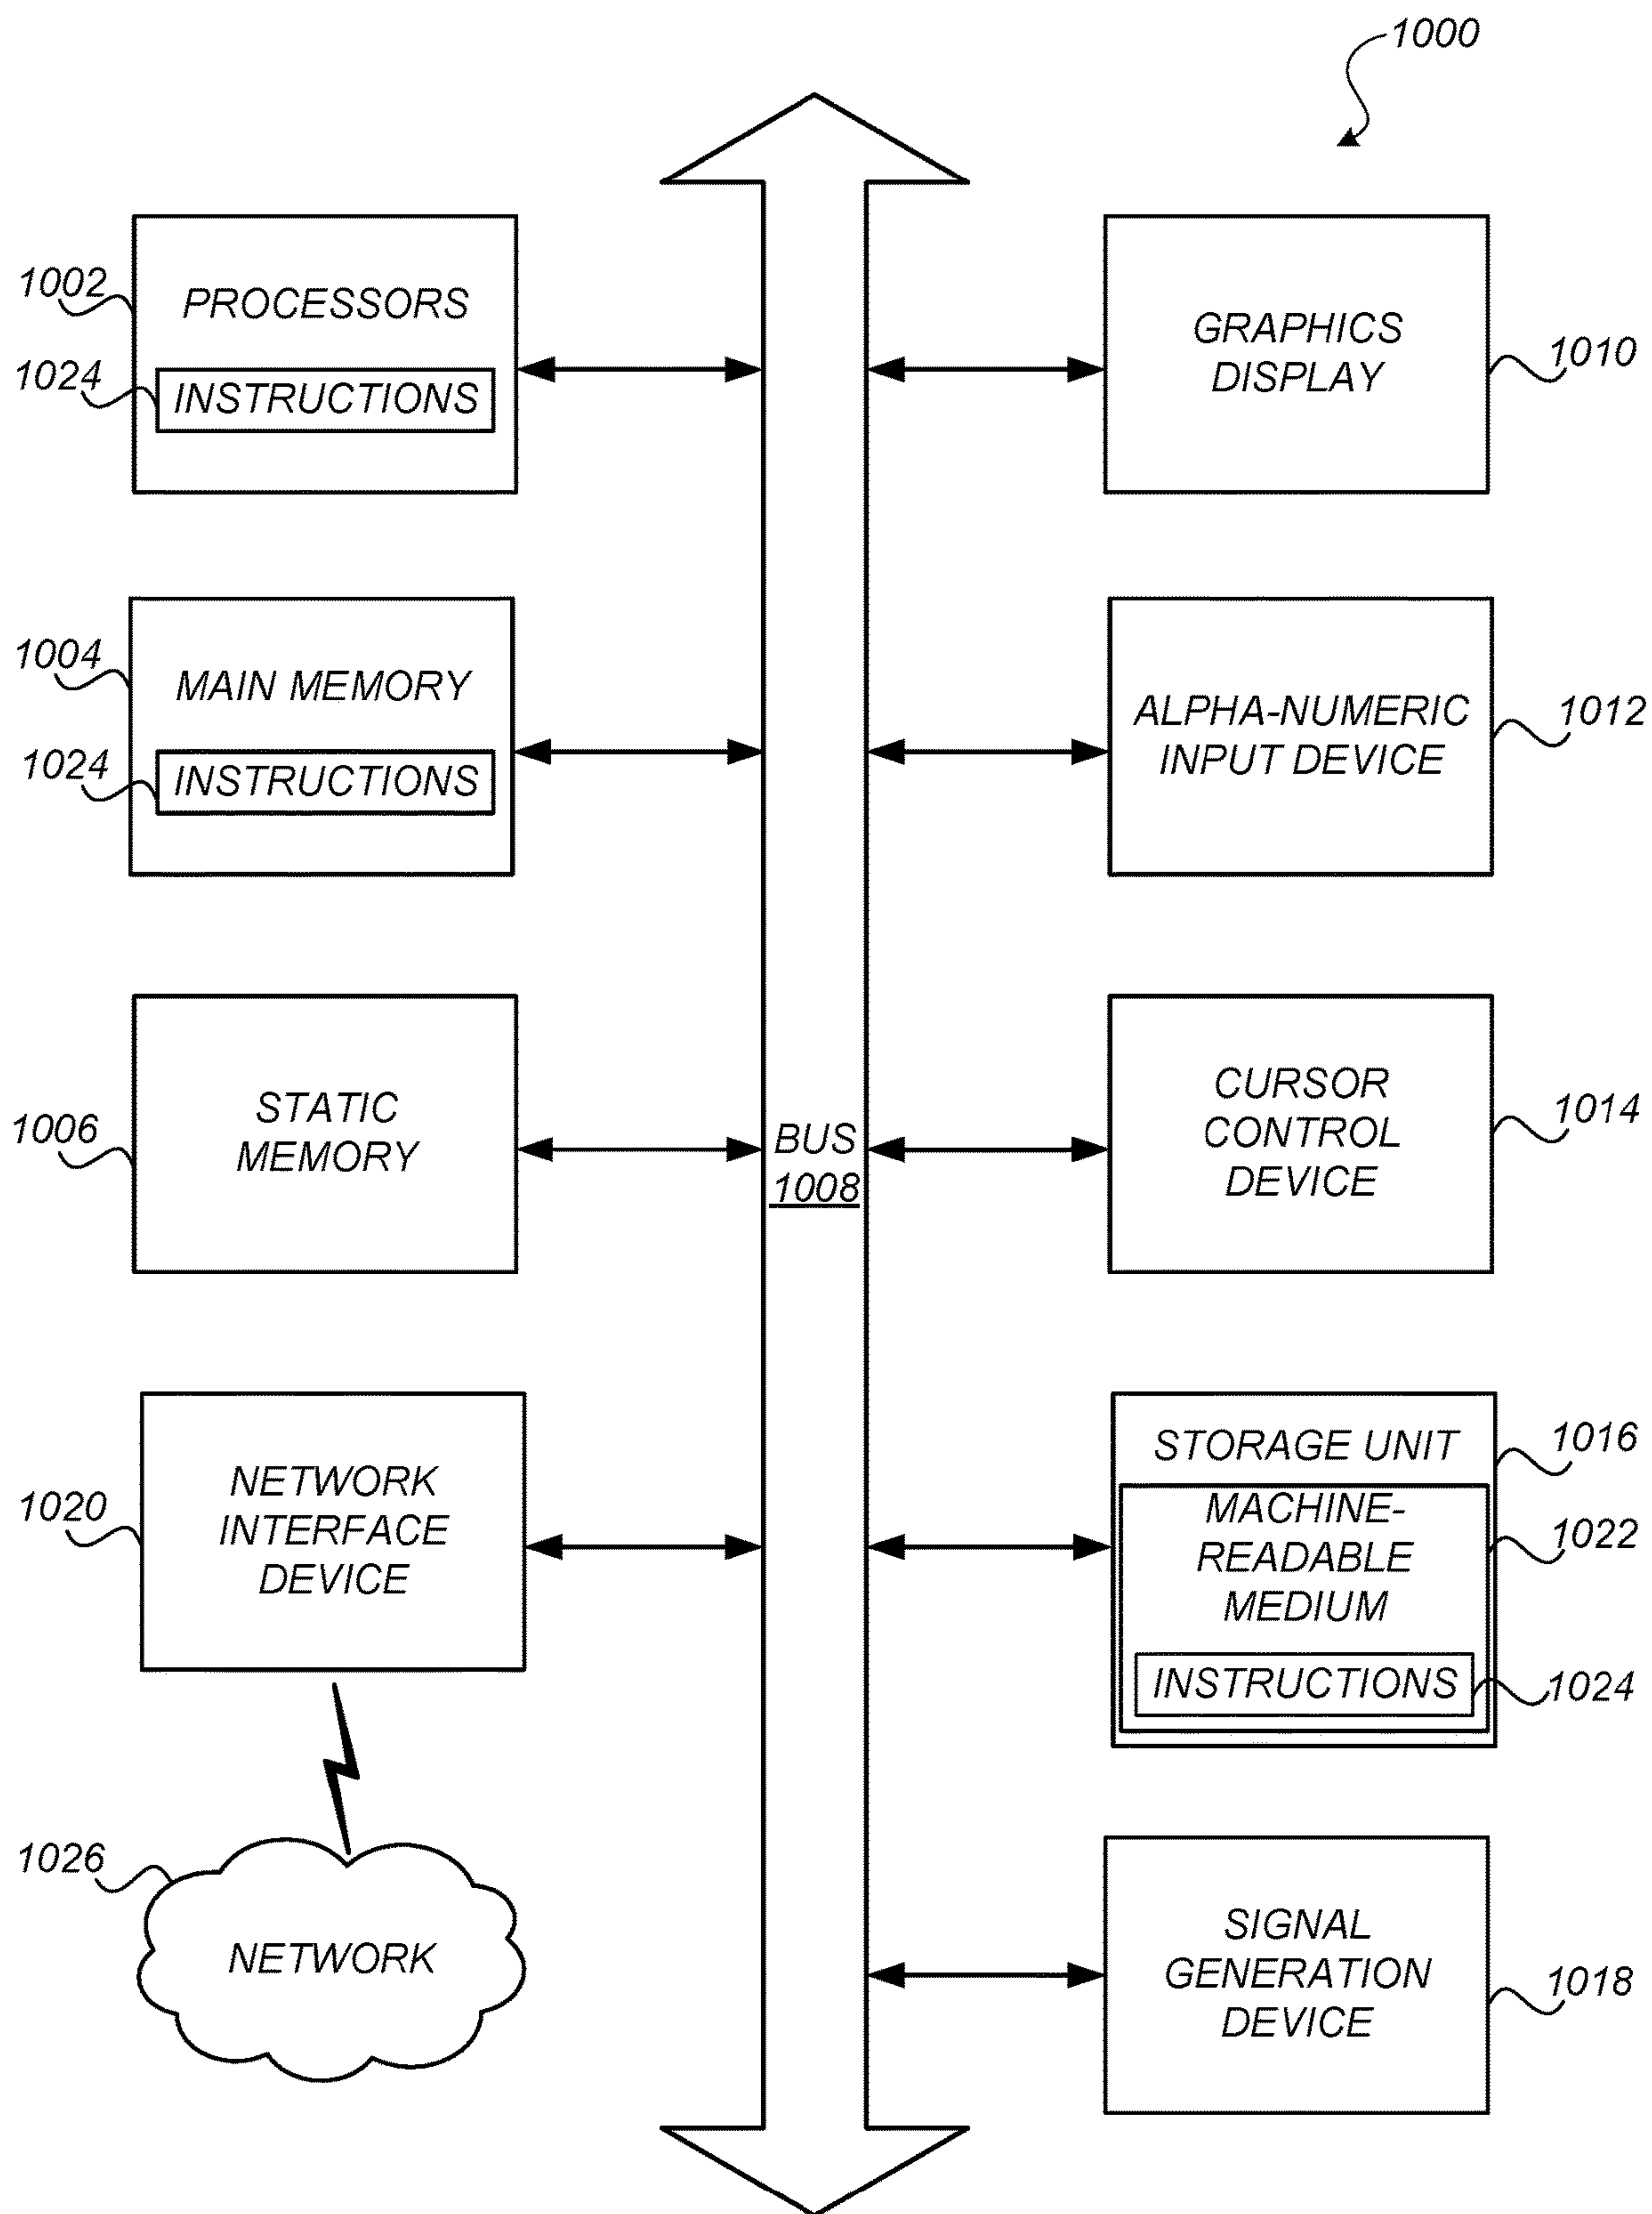 1000
1002
PROCESSORS
1024
INSTRUCTIONS
GRAPHICS
DISPLAY
1010
1004
MAIN MEMORY
1024
INSTRUCTIONS
ALPHA-NUMERIC
INPUT DEVICE
1012
1006
STATIC
MEMORY
BUS
1008
CURSOR
CONTROL
DEVICE
1014
1020
NETWORK
INTERFACE
DEVICE
STORAGE UNIT
1016
MACHINE-
READABLE
MEDIUM
1022
INSTRUCTIONS
1024
1026
NETWORK
SIGNAL
GENERATION
DEVICE
1018